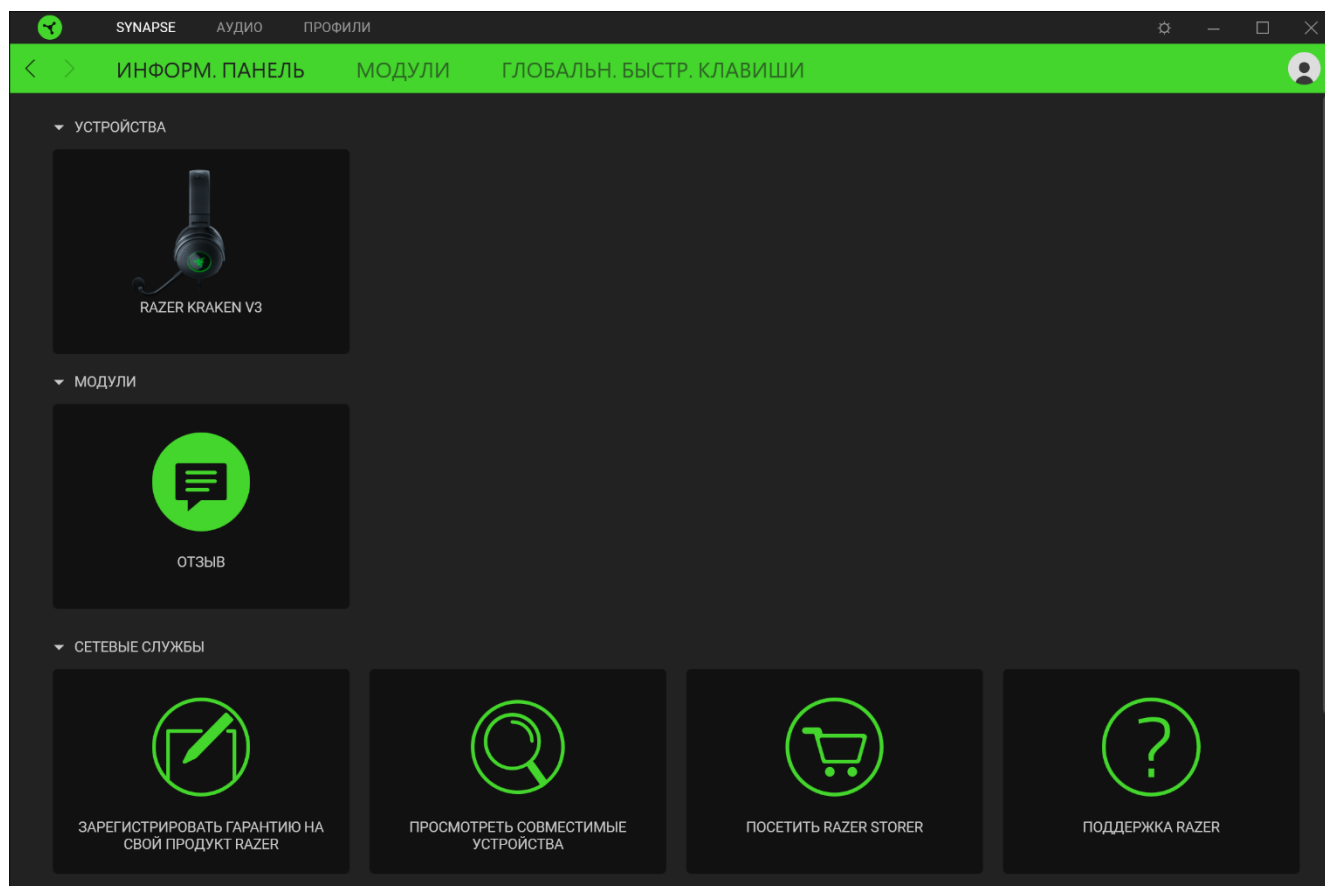 SYNAPSE АУДИО ПРОФИЛИ
ИНФОРМ. ПАНЕЛЬ МОДУЛИ ГЛОБАЛЬН. БЫСТР. КЛАВИШИ
УСТРОЙСТВА
RAZER KRAKEN V3
МОДУЛИ
ОТЗЫВ
СЕТЕВЫЕ СЛУЖБЫ
ЗАРЕГИСТРИРОВАТЬ ГАРАНТИЮ НА
СВОЙ ПРОДУКТ RAZER
ПРОСМОТРЕТЬ СОВМЕСТИМЫЕ
УСТРОЙСТВА
ПОСЕТИТЬ RAZER STORER
ПОДДЕРЖКА RAZER